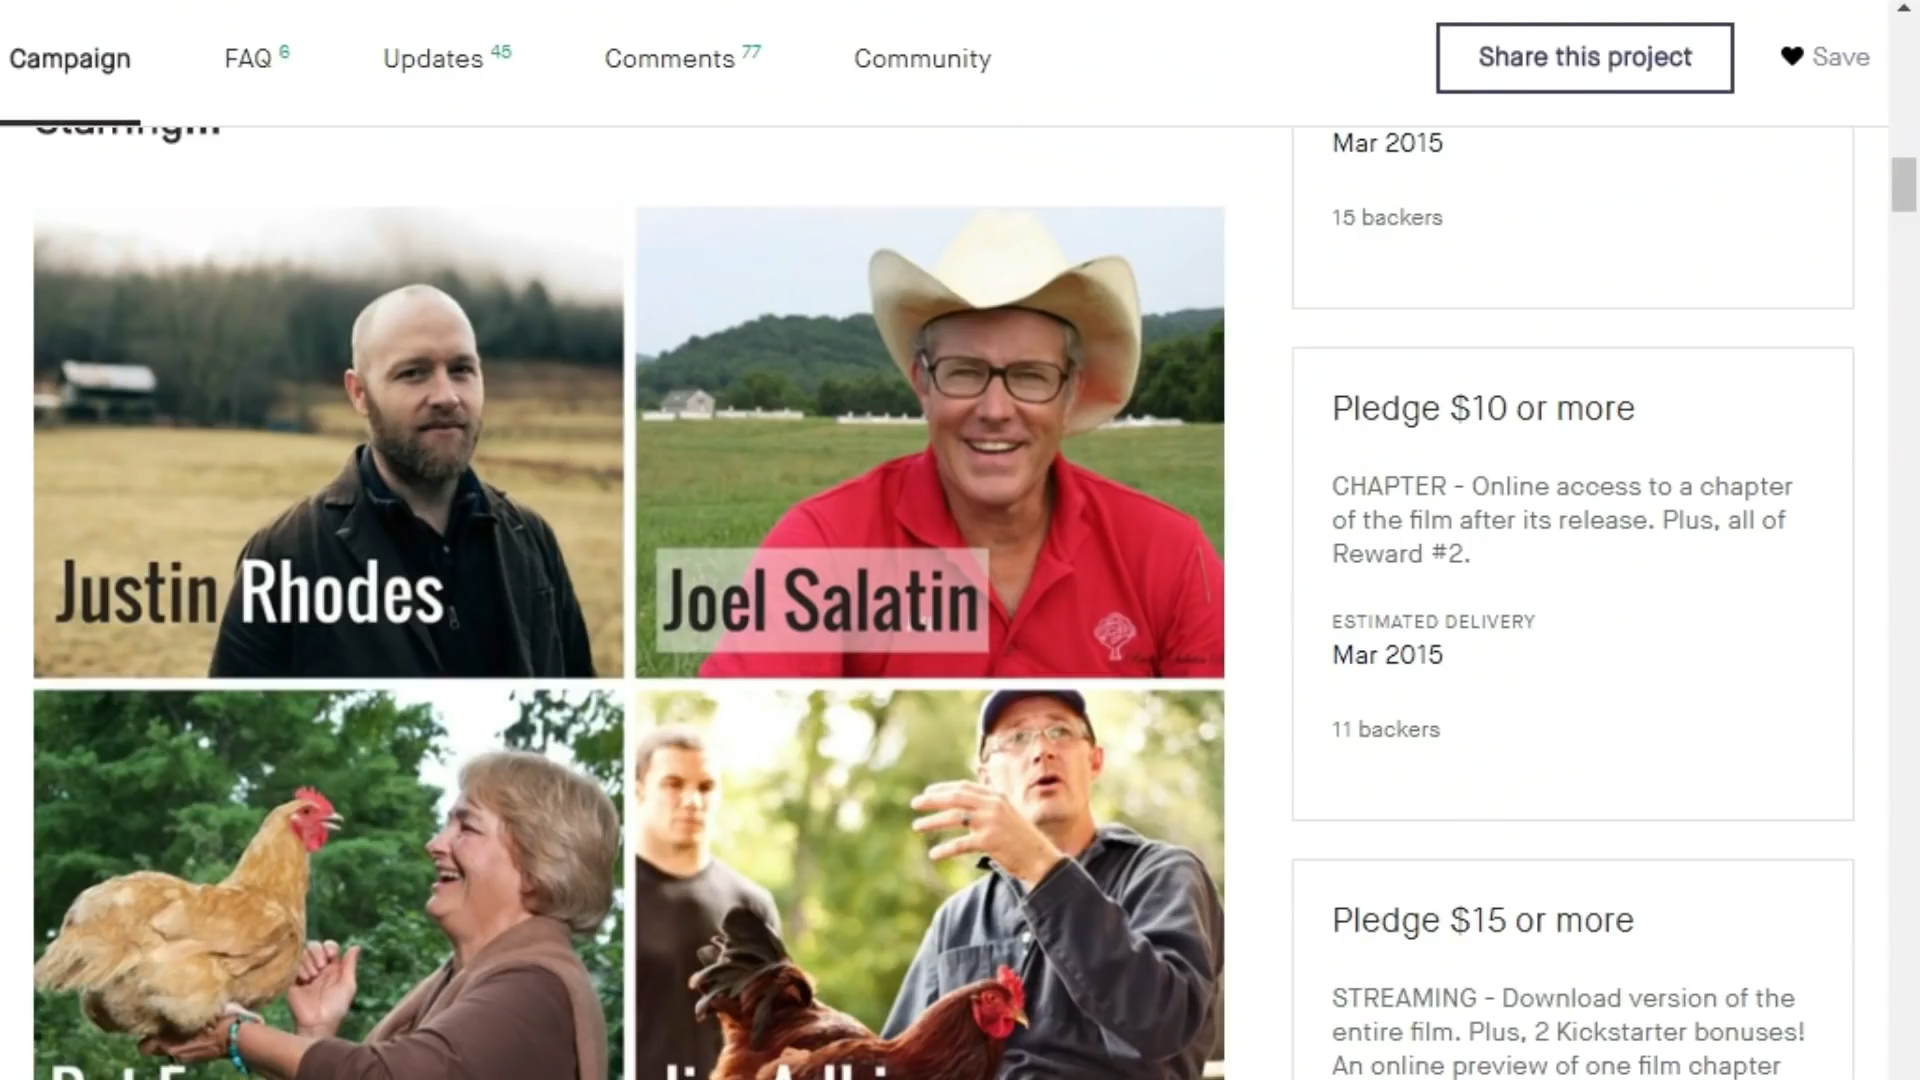 Campaign
FAQ 6
Updates 45
Comments 77
Community
Share this project
Save
Starring...
Justin Rhodes
Joel Salatin
Mar 2015
15 backers
Pledge $10 or more
CHAPTER - Online access to a chapter
of the film after its release. Plus, all of
Reward #2.
ESTIMATED DELIVERY
Mar 2015
11 backers
Pledge $15 or more
STREAMING - Download version of the
entire film. Plus, 2 Kickstarter bonuses!
An online preview of one film chapter